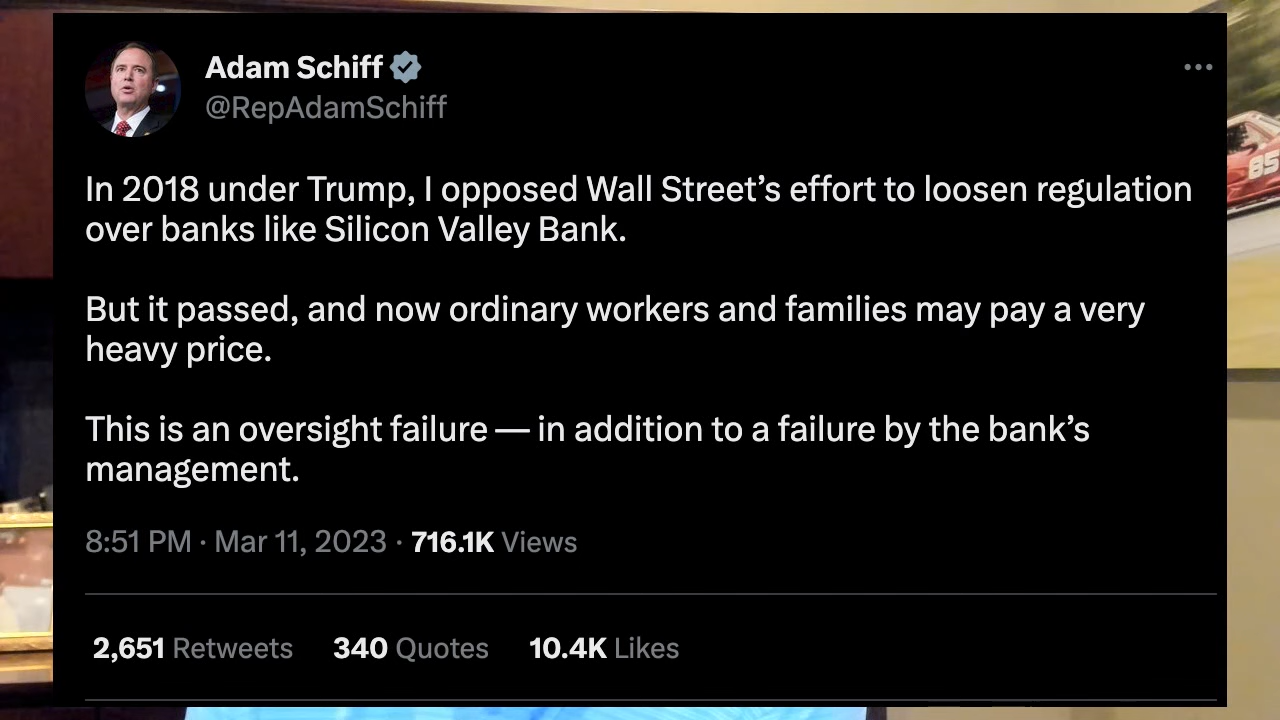 Adam Schiff
@RepAdamSchiff
In 2018 under Trump, I opposed Wall Street’s effort to loosen regulation
over banks like Silicon Valley Bank.
But it passed, and now ordinary workers and families may pay a very
heavy price.
This is an oversight failure — in addition to a failure by the bank’s
management.
8:51 PM · Mar 11, 2023 · 716.1K Views
2,651 Retweets 340 Quotes 10.4K Likes
85